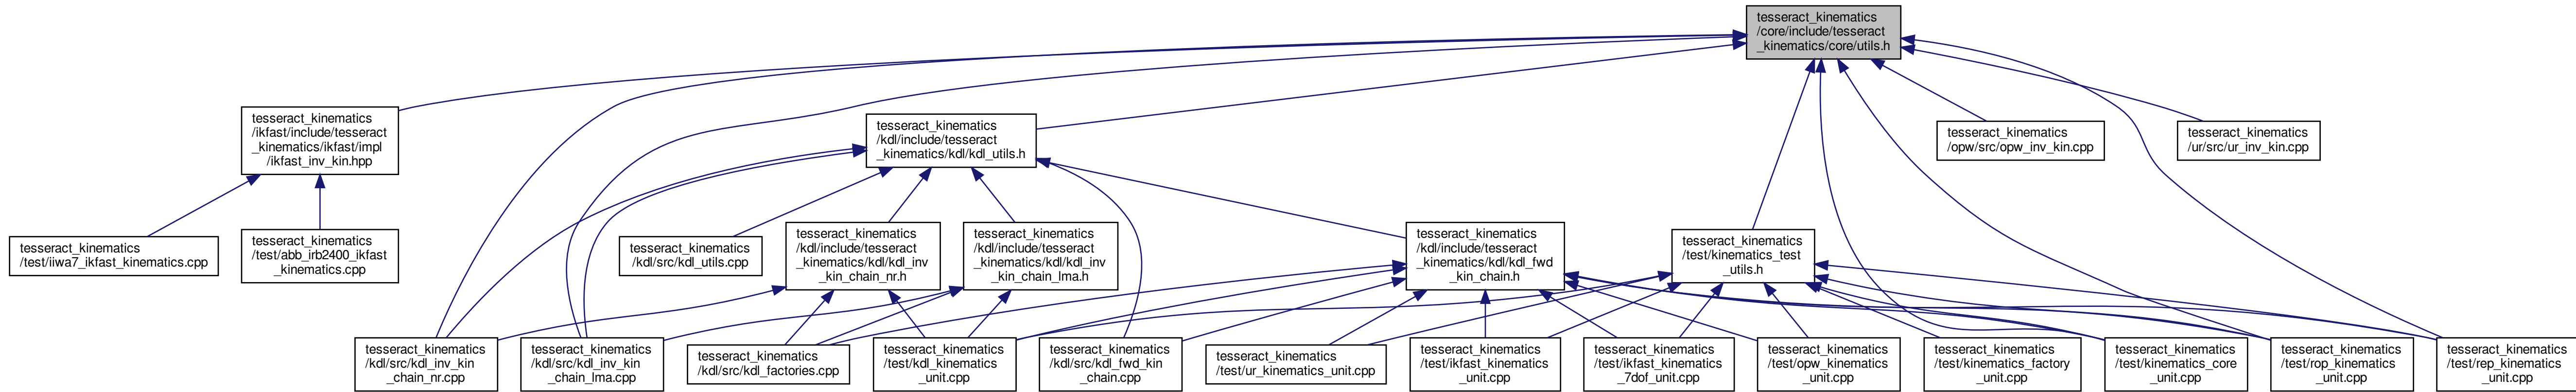 tesseract_kinematics
/core/include/tesseract
_kinematics/core/utils.h
tesseract_kinematics
/ikfast/include/tesseract
_kinematics/ikfast/impl
/ikfast_inv_kin.hpp
tesseract_kinematics
/kdl/include/tesseract
_kinematics/kdl/kdl_utils.h
tesseract_kinematics
/opw/src/opw_inv_kin.cpp
tesseract_kinematics
/ur/src/ur_inv_kin.cpp
tesseract_kinematics
/test/iiwa7_ikfast_kinematics.cpp
tesseract_kinematics
/test/abb_irb2400_ikfast
_kinematics.cpp
tesseract_kinematics
/kdl/src/kdl_utils.cpp
tesseract_kinematics
/kdl/include/tesseract
_kinematics/kdl/kdl_inv
_kin_chain_nr.h
tesseract_kinematics
/kdl/include/tesseract
_kinematics/kdl/kdl_inv
_kin_chain_lma.h
tesseract_kinematics
/kdl/include/tesseract
_kinematics/kdl/kdl_fwd
_kin_chain.h
tesseract_kinematics
/test/kinematics_test
_utils.h
tesseract_kinematics
/kdl/src/kdl_inv_kin
_chain_nr.cpp
tesseract_kinematics
/kdl/src/kdl_inv_kin
_chain_lma.cpp
tesseract_kinematics
/kdl/src/kdl_factories.cpp
tesseract_kinematics
/test/kdl_kinematics
_unit.cpp
tesseract_kinematics
/kdl/src/kdl_fwd_kin
_chain.cpp
tesseract_kinematics
/test/ur_kinematics_unit.cpp
tesseract_kinematics
/test/ikfast_kinematics
_unit.cpp
tesseract_kinematics
/test/ikfast_kinematics
_7dof_unit.cpp
tesseract_kinematics
/test/opw_kinematics
_unit.cpp
tesseract_kinematics
/test/kinematics_factory
_unit.cpp
tesseract_kinematics
/test/kinematics_core
_unit.cpp
tesseract_kinematics
/test/rop_kinematics
_unit.cpp
tesseract_kinematics
/test/rep_kinematics
_unit.cpp